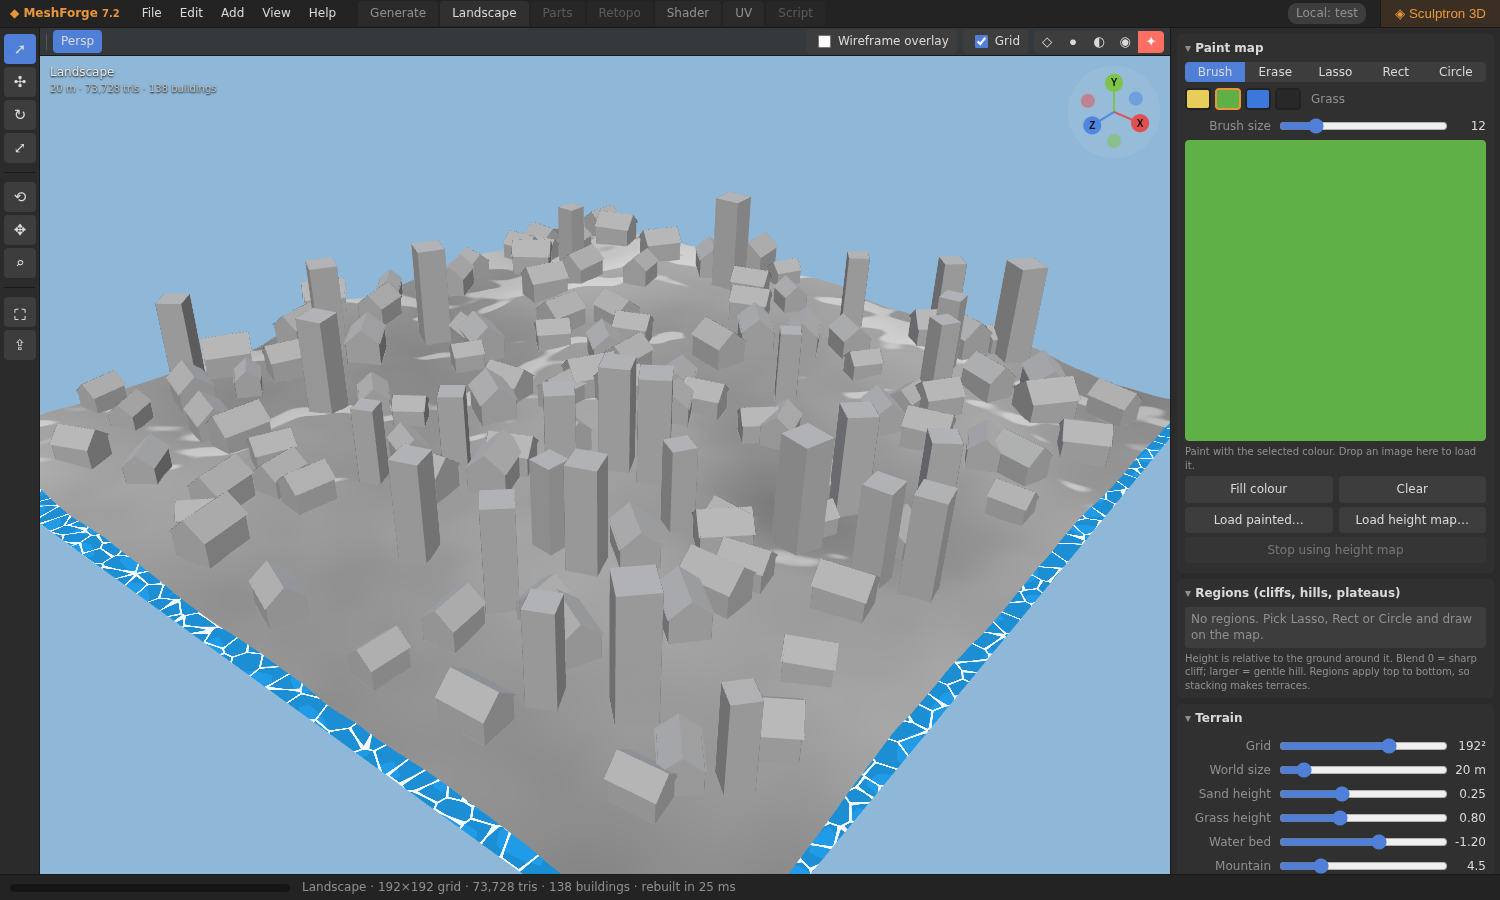 MeshForge 7.2 File Edit Add View Help Generate Landscape Parts Retopo Shader UV Script Local: test Sculptron 3D
Persp Wireframe overlay Grid
Landscape
20 m · 73,728 tris · 138 buildings
Y
X
Z
Paint map
Brush Erase Lasso Rect Circle
Grass
Brush size 12
Paint with the selected colour. Drop an image here to load
it.
Fill colour Clear
Load painted… Load height map…
Stop using height map
Regions (cliffs, hills, plateaus)
No regions. Pick Lasso, Rect or Circle and draw
on the map.
Height is relative to the ground around it. Blend 0 = sharp
cliff; larger = gentle hill. Regions apply top to bottom, so
stacking makes terraces.
Terrain
Grid 192²
World size 20 m
Sand height 0.25
Grass height 0.80
Water bed -1.20
Mountain 4.5
Landscape · 192×192 grid · 73,728 tris · 138 buildings · rebuilt in 25 ms